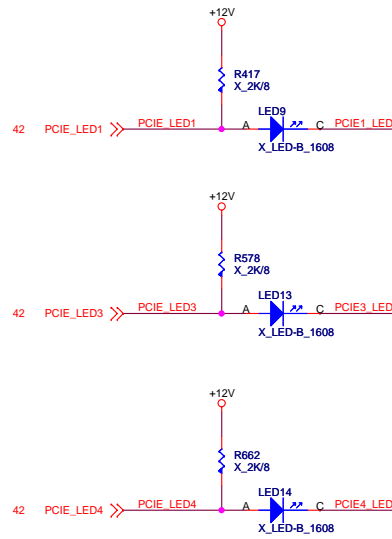 +12V
R417
X_2K/8
LED9
42 PCIE_LED1 PCIE_LED1 A C PCIE1_LED
X_LED-B_1608
+12V
R578
X_2K/8
LED13
42 PCIE_LED3 PCIE_LED3 A C PCIE3_LED
X_LED-B_1608
+12V
R662
X_2K/8
LED14
42 PCIE_LED4 PCIE_LED4 A C PCIE4_LED
X_LED-B_1608